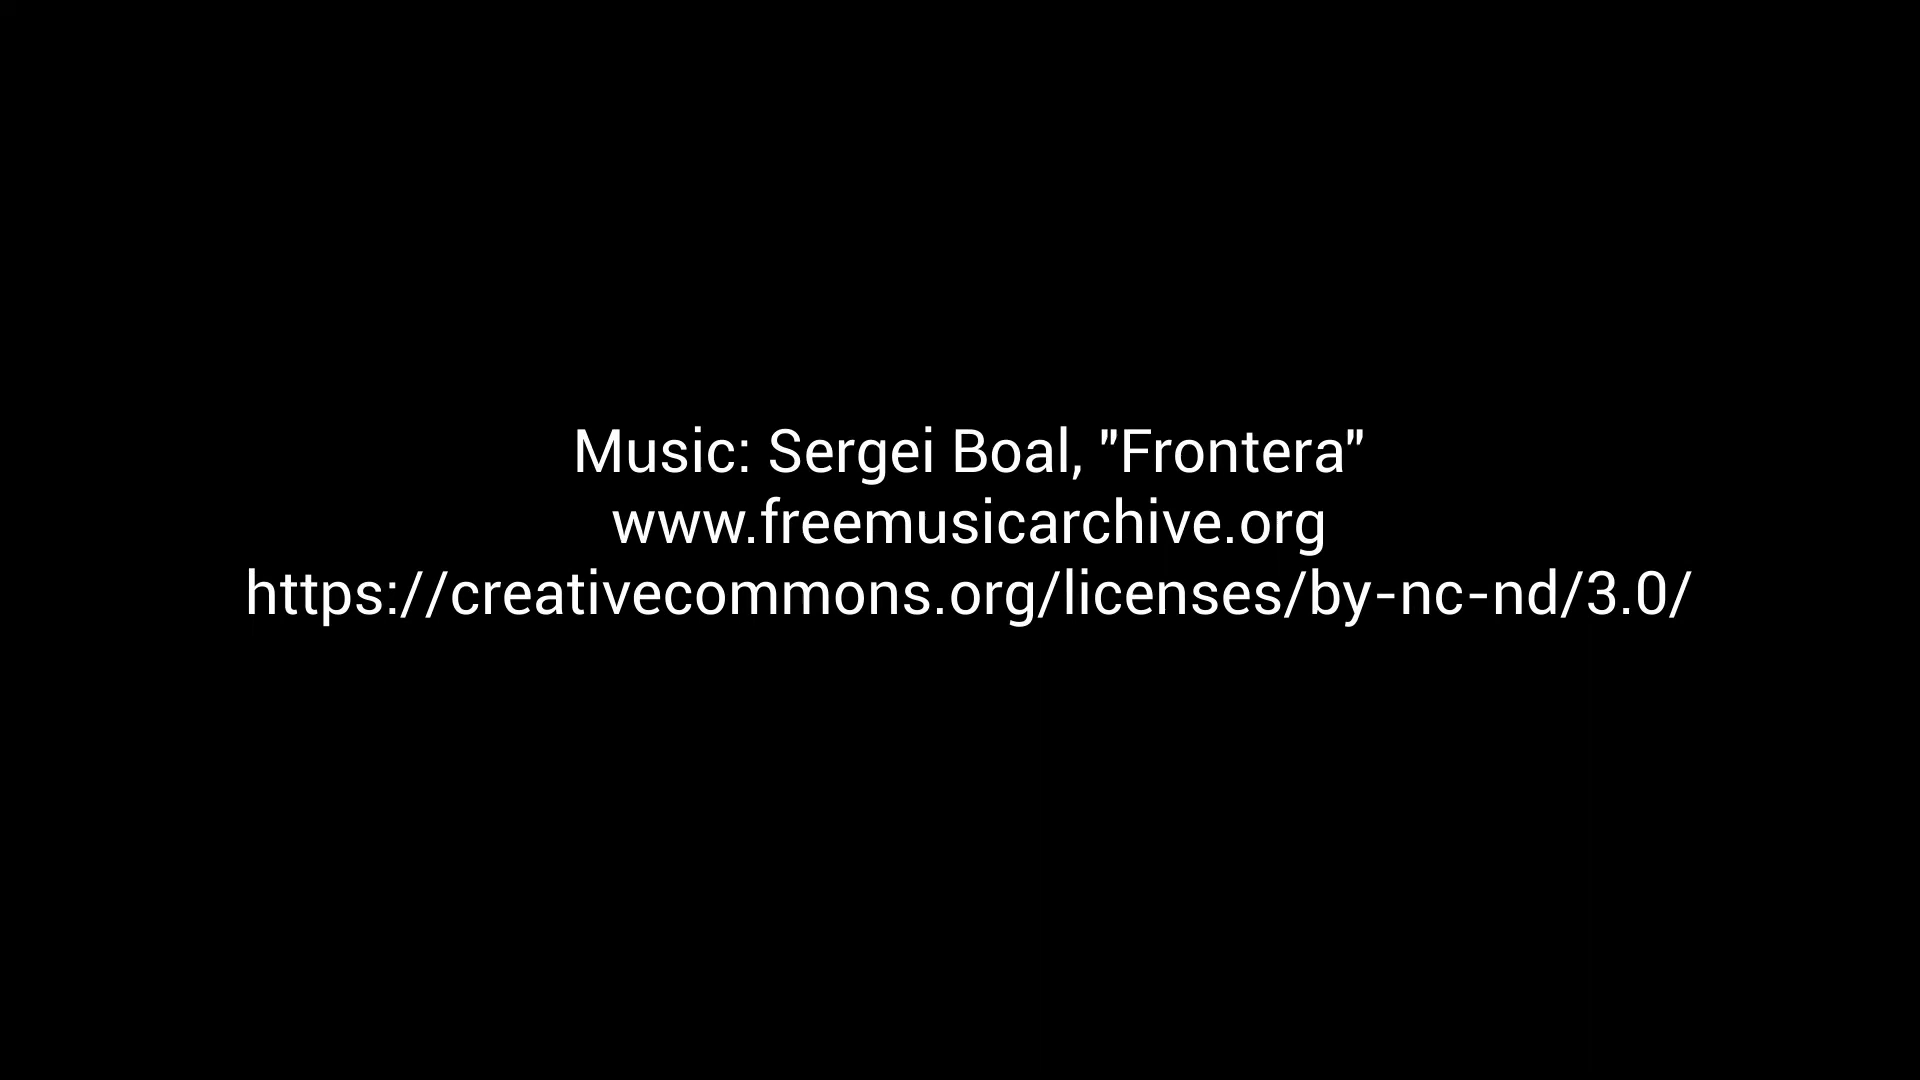 Music: Sergei Boal, "Frontera"
www.freemusicarchive.org
https://creativecommons.org/licenses/by-nc-nd/3.0/